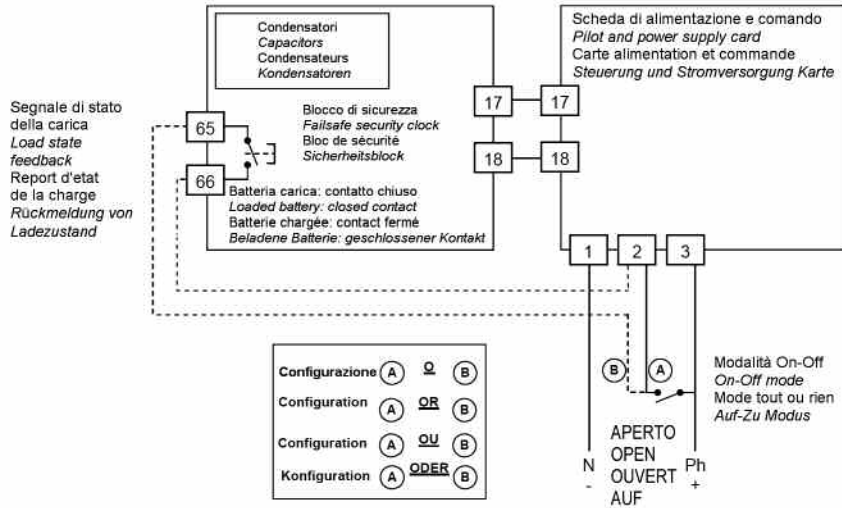 Condensatori
Capacitors
Condensateurs
Kondensatoren
Scheda di alimentazione e comando
Pilot and power supply card
Carte alimentation et commande
Steuerung und Stromversorgung Karte
Segnale di stato
della carica
Load state
feedback
Report d'etat
de la charge
Rückmeldung von
Ladezustand
65
66
Blocco di sicurezza
Failsafe security clock
Bloc de sécurité
Sicherheitsblock
17
17
18
18
Batteria carica: contatto chiuso
Loaded battery: closed contact
Batterie chargée: contact fermé
Beladene Batterie: geschlossener Kontakt
1
2
3
Configurazione A O B
Configuration A OR B
Configuration A OU B
Konfiguration A ODER B
B
A
Modalità On-Off
On-Off mode
Mode tout ou rien
Auf-Zu Modus
APERTO
OPEN
OUVERT
AUF
N
-
Ph
+